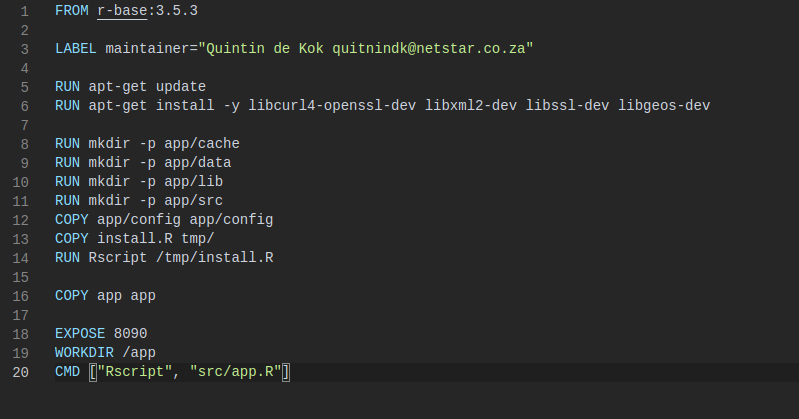 1 FROM r-base:3.5.3
2
3 LABEL maintainer="Quintin de Kok quitnindk@netstar.co.za"
4
5 RUN apt-get update
6 RUN apt-get install -y libcurl4-openssl-dev libxml2-dev libssl-dev libgeos-dev
7
8 RUN mkdir -p app/cache
9 RUN mkdir -p app/data
10 RUN mkdir -p app/lib
11 RUN mkdir -p app/src
12 COPY app/config app/config
13 COPY install.R tmp/
14 RUN Rscript /tmp/install.R
15
16 COPY app app
17
18 EXPOSE 8090
19 WORKDIR /app
20 CMD ["Rscript", "src/app.R"]